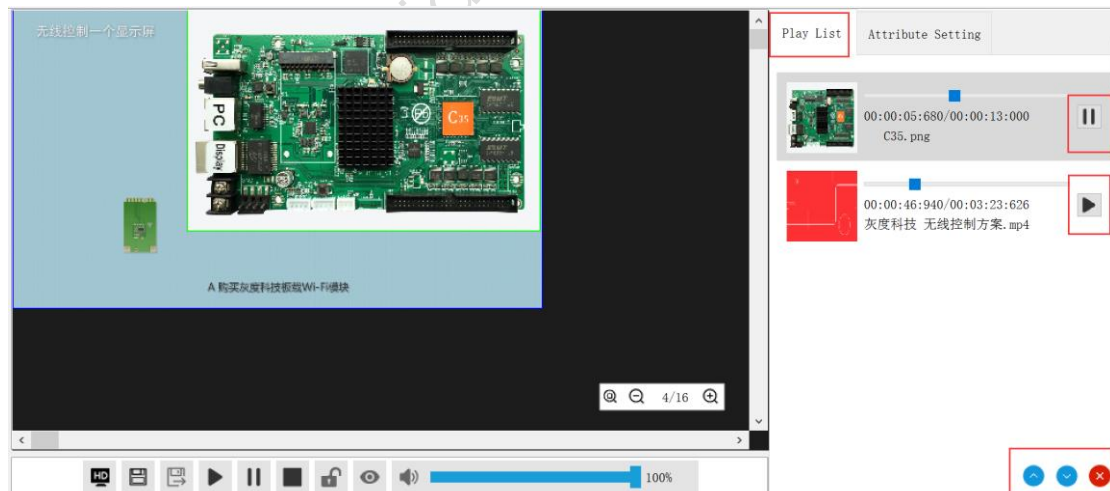 无线控制一个显示屏
PC
Display
C35
A 购买灰度科技板载Wi-Fi模块
4/16
HD
100%
Play List
Attribute Setting
00:00:05:680/00:00:13:000
C35.png
00:00:46:940/00:03:23:626
灰度科技 无线控制方案.mp4